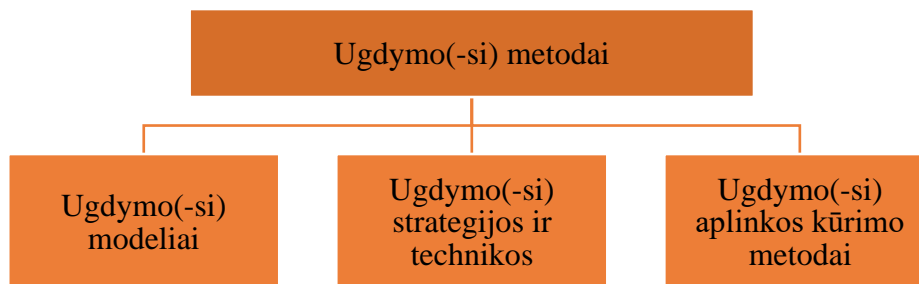 Ugdymo(-si) metodai
Ugdymo(-si)
modeliai
Ugdymo(-si)
strategijos ir
technikos
Ugdymo(-si)
aplinkos kūrimo
metodai